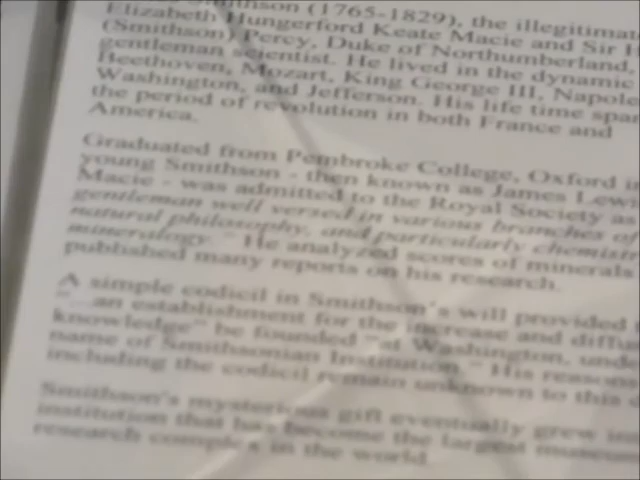 Smithson (1765-1829), the illegitimate
Elizabeth Hungerford Keate Macie and Sir H
(Smithson) Percy, Duke of Northumberland,
gentleman scientist. He lived in the dynamic
Beethoven, Mozart, King George III, Napole
Washington, and Jefferson. His life time span
the period of revolution in both France and
America.
Graduated from Pembroke College, Oxford i
young Smithson - then known as James Lewi
Macie - was admitted to the Royal Society as
gentleman well versed in various branches of
natural philosophy, and particularly chemistr
mineralogy." He analyzed scores of minerals
published many reports on his research.
A simple codicil in Smithson's will provided
"...an establishment for the increase and diffus
knowledge" be founded "at Washington, unde
name of Smithsonian Institution." His reasons
including the codicil remain unknown to this d
Smithson's mysterious gift eventually grew in
institution that has become the largest museum
research complex in the world